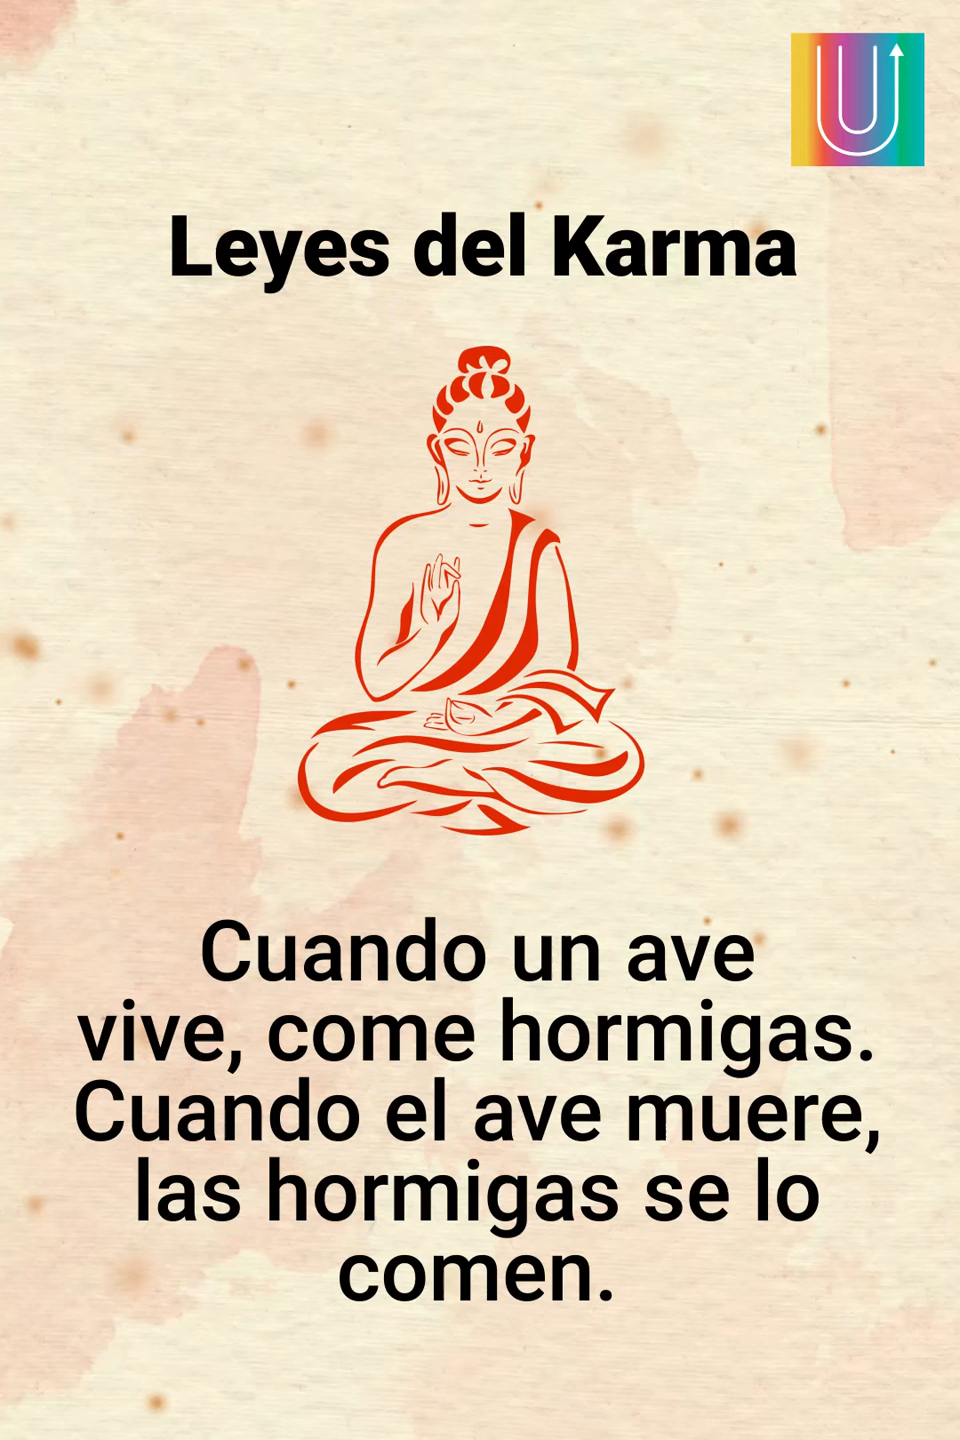 U
Leyes del Karma
Cuando un ave
vive, come hormigas.
Cuando el ave muere,
las hormigas se lo
comen.